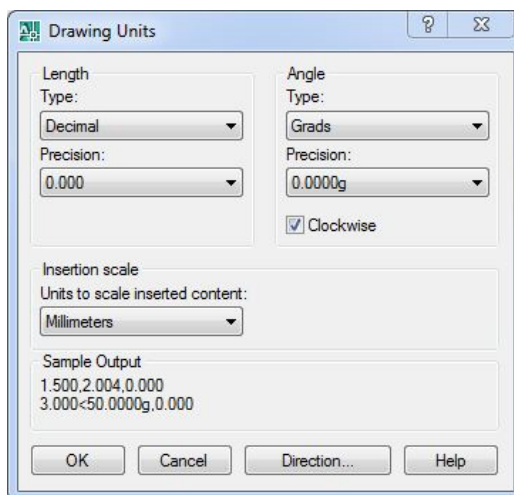 Drawing Units
Length
Type:
Decimal
Precision:
0.000
Angle
Type:
Grads
Precision:
0.0000g
Clockwise
Insertion scale
Units to scale inserted content:
Millimeters
Sample Output
1.500,2.004,0.000
3.000<50.0000g,0.000
OK Cancel Direction... Help